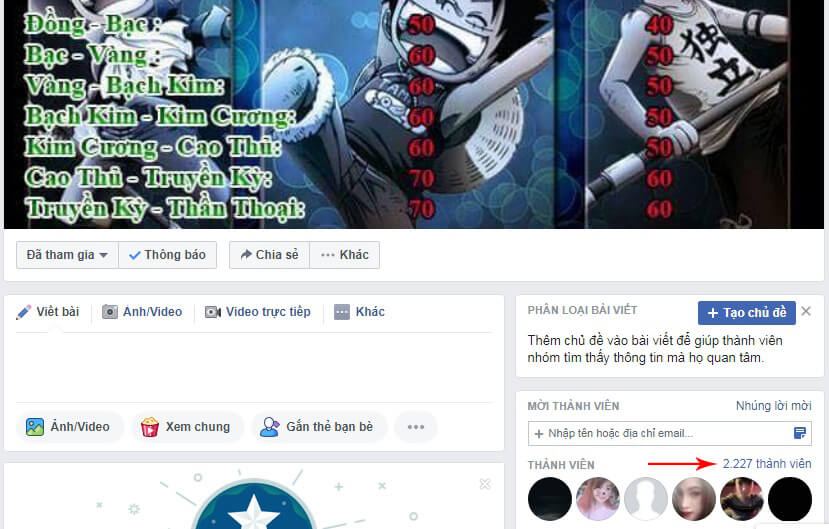 Đồng - Bạc : 50 40
Bạc - Vàng : 60 50
Vàng - Bạch Kim: 60 50
Bạch Kim - Kim Cương: 60 50
Kim Cương - Cao Thủ: 60 50
Cao Thủ - Truyền Kỳ: 70 60
Truyền Kỳ - Thần Thoại: 70 60
独立
Đã tham gia Thông báo Chia sẻ Khác
Viết bài Ảnh/Video Video trực tiếp Khác
Ảnh/Video Xem chung Gắn thẻ bạn bè
PHÂN LOẠI BÀI VIẾT + Tạo chủ đề
Thêm chủ đề vào bài viết để giúp thành viên
nhóm tìm thấy thông tin mà họ quan tâm.
MỜI THÀNH VIÊN Nhúng lời mời
+ Nhập tên hoặc địa chỉ email...
THÀNH VIÊN 2.227 thành viên